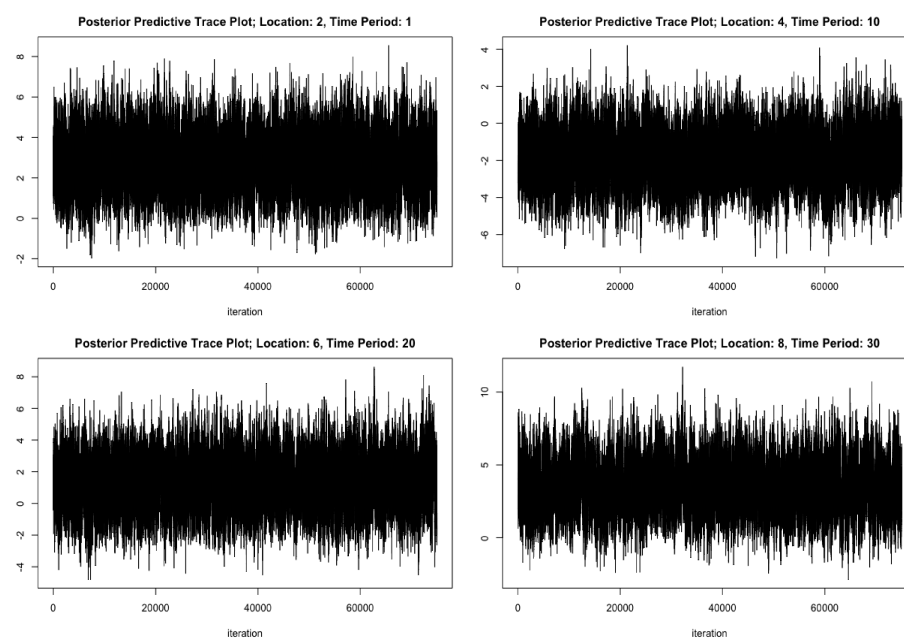 Posterior Predictive Trace Plot; Location: 2, Time Period: 1
8
6
4
2
0
-2
0 20000 40000 60000
iteration
Posterior Predictive Trace Plot; Location: 4, Time Period: 10
4
2
0
-2
-4
-6
0 20000 40000 60000
iteration
Posterior Predictive Trace Plot; Location: 6, Time Period: 20
8
6
4
2
0
-2
-4
0 20000 40000 60000
iteration
Posterior Predictive Trace Plot; Location: 8, Time Period: 30
10
5
0
0 20000 40000 60000
iteration